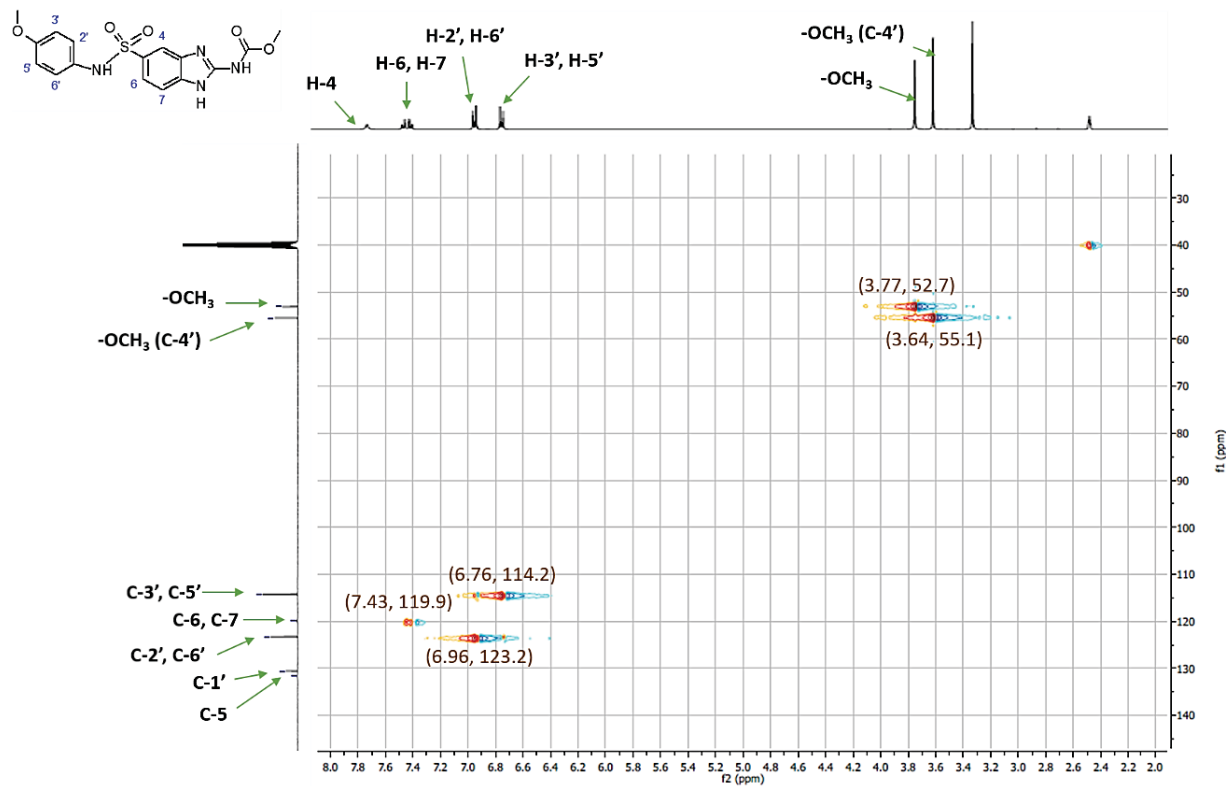 O
3'
4
2'
O
O
S
N
O
O
NH
NH
5'
6'
6
7
N
H
H-4
H-6, H-7
H-2', H-6'
H-3', H-5'
-OCH3 (C-4')
-OCH3
-OCH3
-OCH3 (C-4')
C-3', C-5'
C-6, C-7
C-2', C-6'
C-1'
C-5
(3.77, 52.7)
(3.64, 55.1)
(6.76, 114.2)
(7.43, 119.9)
(6.96, 123.2)
30
40
50
60
70
80
90
100
110
120
130
140
f1 (ppm)
8.0 7.8 7.6 7.4 7.2 7.0 6.8 6.6 6.4 6.2 6.0 5.8 5.6 5.4 5.2 5.0 4.8 4.6 4.4 4.2 4.0 3.8 3.6 3.4 3.2 3.0 2.8 2.6 2.4 2.2 2.0
f2 (ppm)